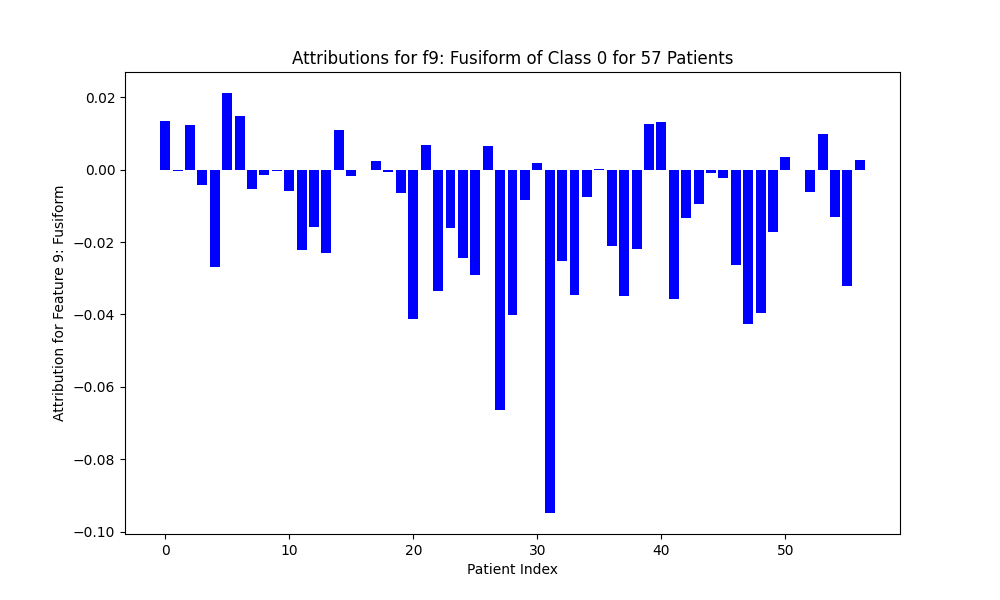 Attributions for f9: Fusiform of Class 0 for 57 Patients
Attribution for Feature 9: Fusiform
0.02
0.00
−0.02
−0.04
−0.06
−0.08
−0.10
0 10 20 30 40 50
Patient Index